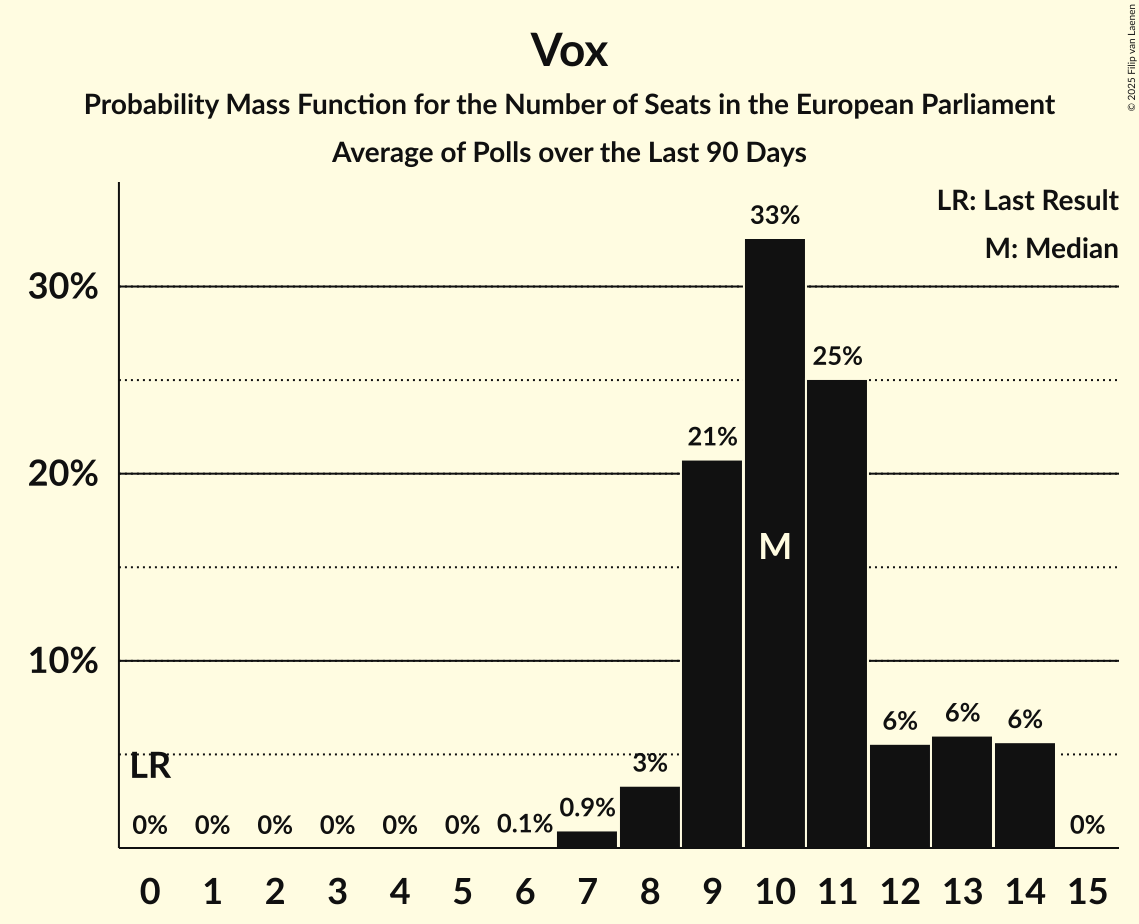 © 2025 Filip van Laenen
Vox
Probability Mass Function for the Number of Seats in the European Parliament
Average of Polls over the Last 90 Days
LR: Last Result
M: Median
33%
30%
25%
21%
20%
M
10%
6%
6%
6%
LR
3%
0.9%
0%
0%
0%
0%
0%
0%
0.1%
0%
0 1 2 3 4 5 6 7 8 9 10 11 12 13 14 15